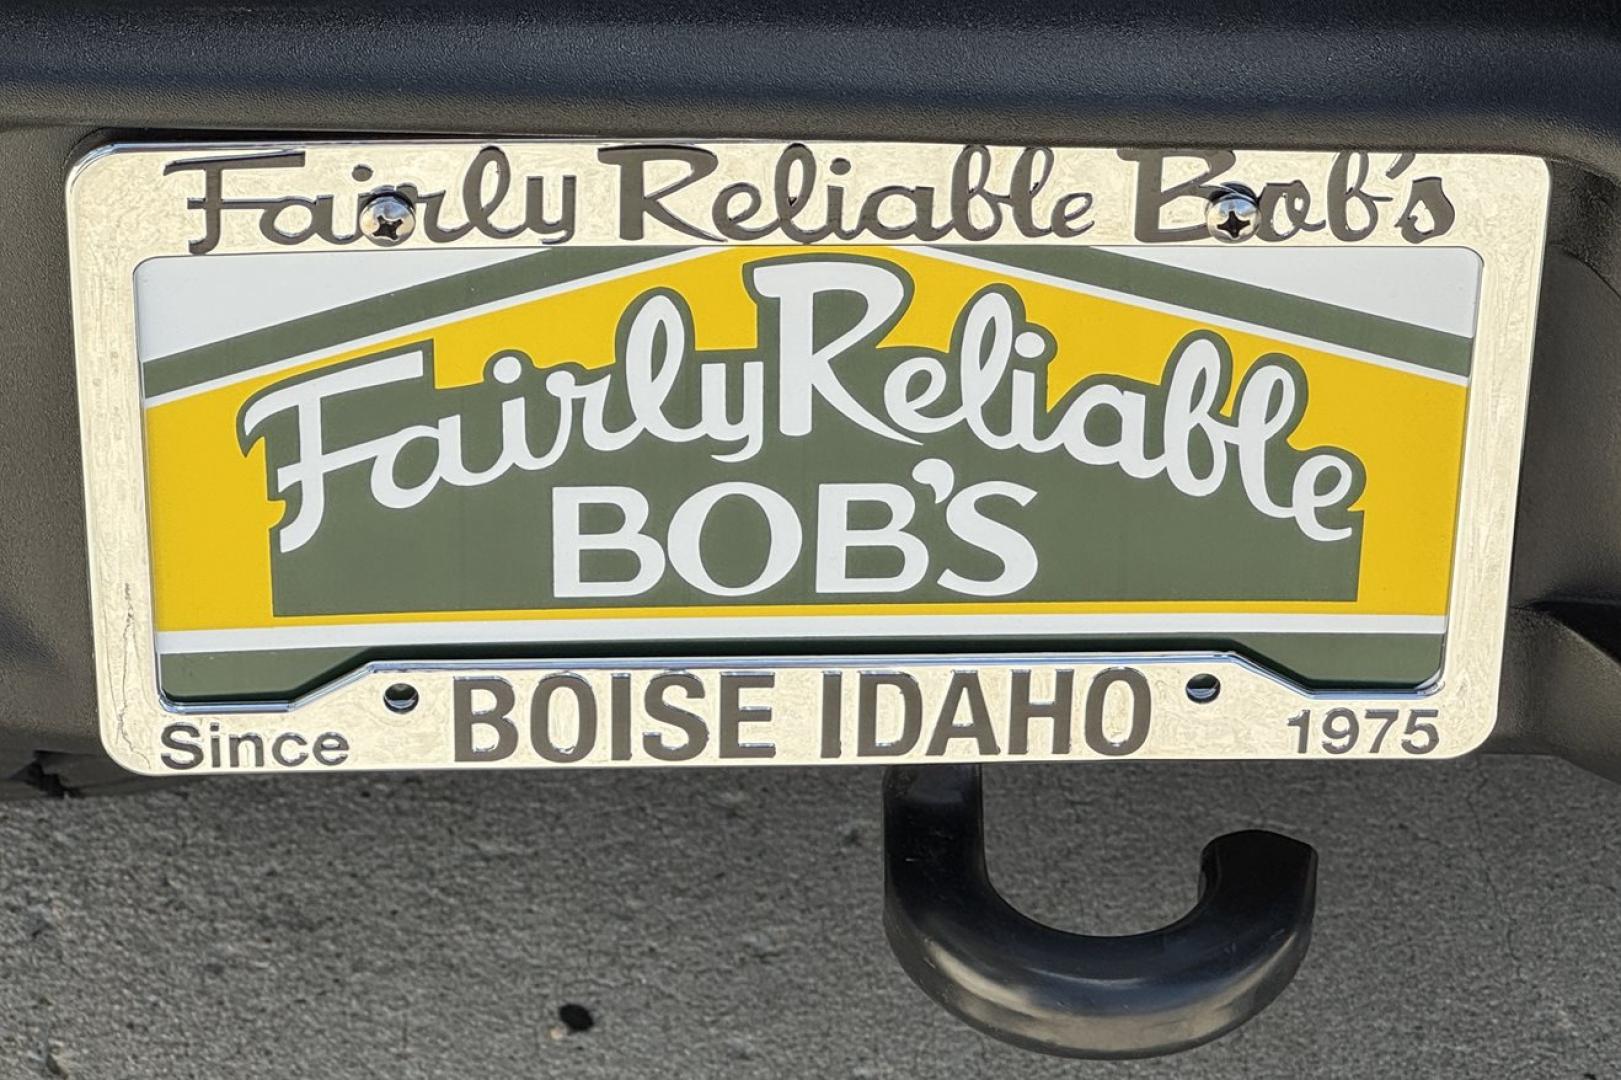 Fairly Reliable Bob's
Fairly Reliable
BOB'S
Since BOISE IDAHO 1975